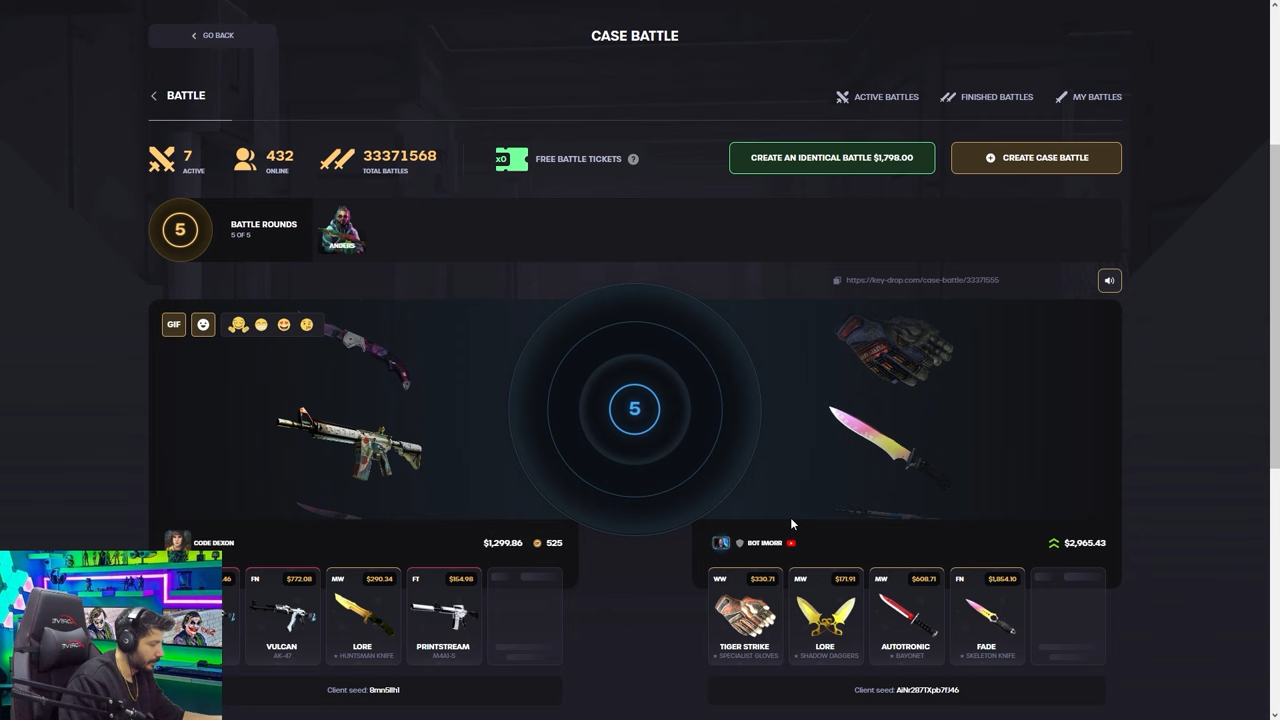 GO BACK
CASE BATTLE
BATTLE
ACTIVE BATTLES
FINISHED BATTLES
MY BATTLES
7
ACTIVE
432
ONLINE
33371568
TOTAL BATTLES
x0
FREE BATTLE TICKETS
?
CREATE AN IDENTICAL BATTLE $1,798.00
CREATE CASE BATTLE
5
BATTLE ROUNDS
5 OF 5
ANDERS
https://key-drop.com/case-battle/33371555
GIF
5
CODE DEXON
$1,299.86
525
BOT IMORR
$2,965.43
FN
$772.08
VULCAN
AK-47
MW
$290.34
LORE
★ HUNTSMAN KNIFE
FT
$154.98
PRINTSTREAM
M4A1-S
WW
$330.71
TIGER STRIKE
★ SPECIALIST GLOVES
MW
$171.91
LORE
★ SHADOW DAGGERS
MW
$608.71
AUTOTRONIC
★ BAYONET
FN
$1,854.10
FADE
★ SKELETON KNIFE
Client seed: 8mn5illh1
Client seed: AiNr2871Xpb7fJ46